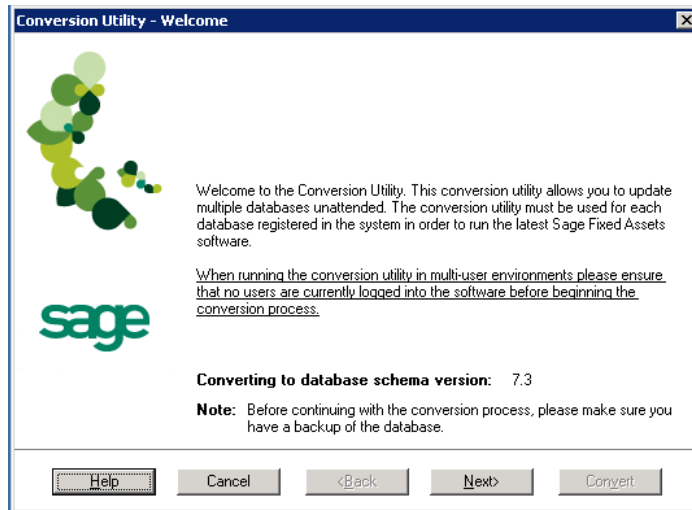 Conversion Utility - Welcome
Welcome to the Conversion Utility. This conversion utility allows you to update
multiple databases unattended. The conversion utility must be used for each
database registered in the system in order to run the latest Sage Fixed Assets
software.
When running the conversion utility in multi-user environments please ensure
that no users are currently logged into the software before beginning the
conversion process.
sage
Converting to database schema version: 7.3
Note: Before continuing with the conversion process, please make sure you
have a backup of the database.
Help Cancel <Back Next> Convert